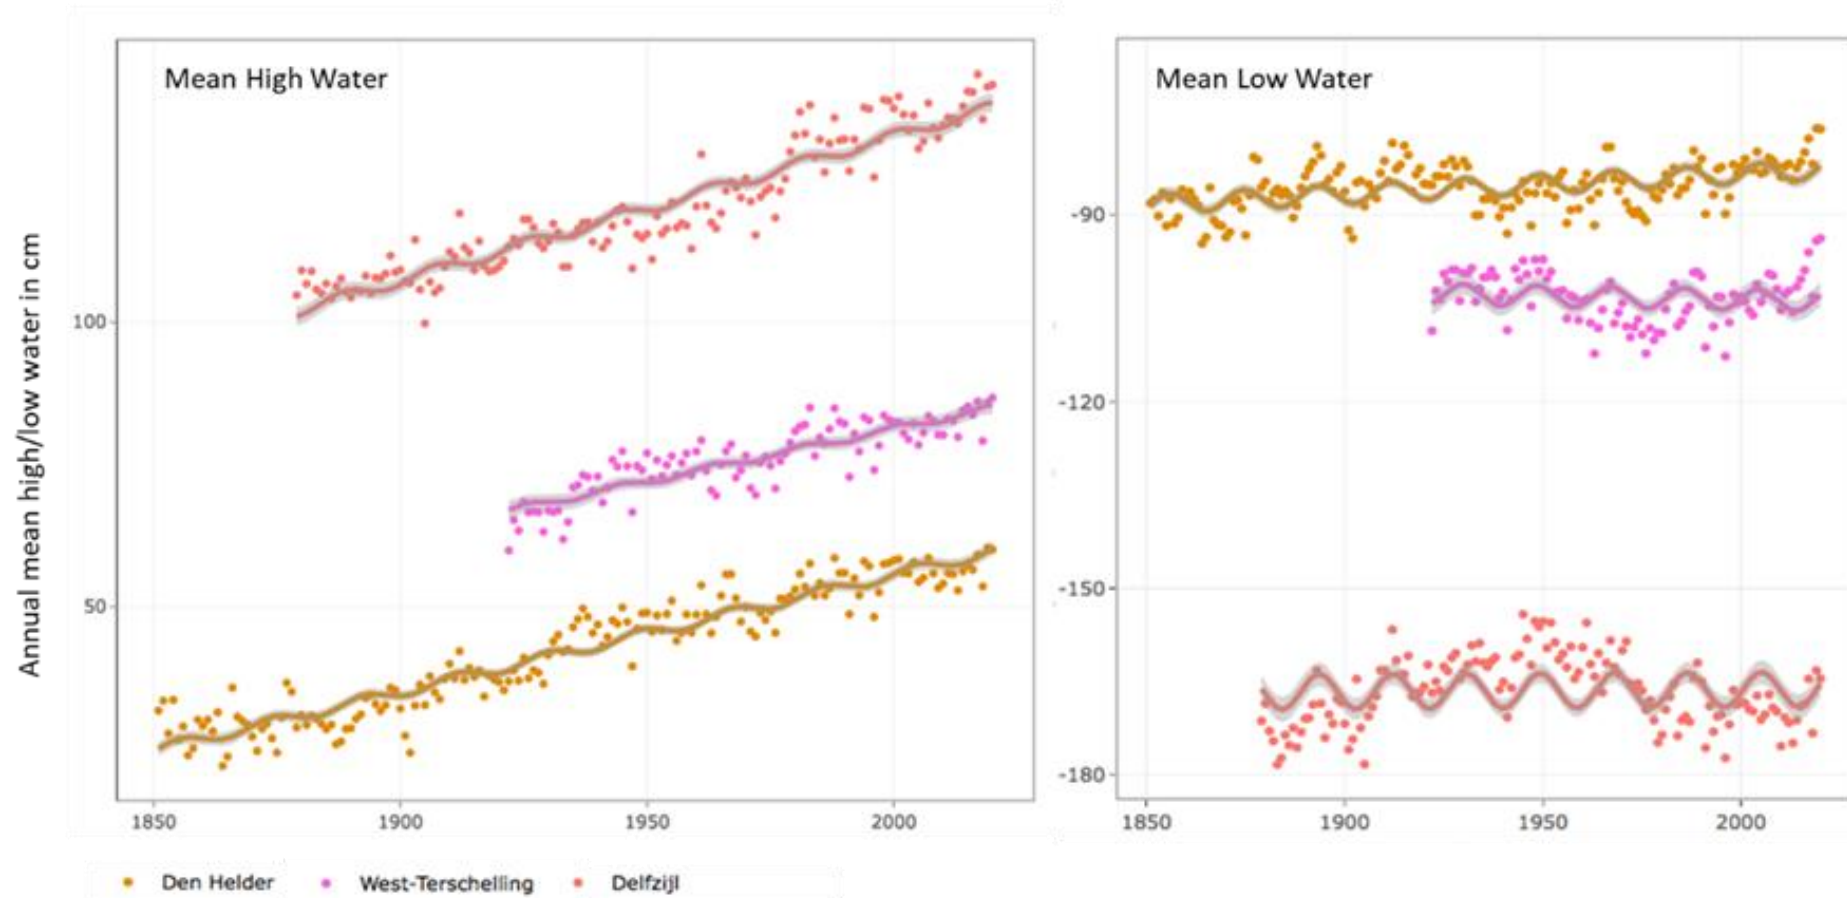 Mean High Water
Mean Low Water
Annual mean high/low water in cm
100
50
-90
-120
-150
-180
1850 1900 1950 2000
1850 1900 1950 2000
Den Helder West-Terschelling Delfzijl